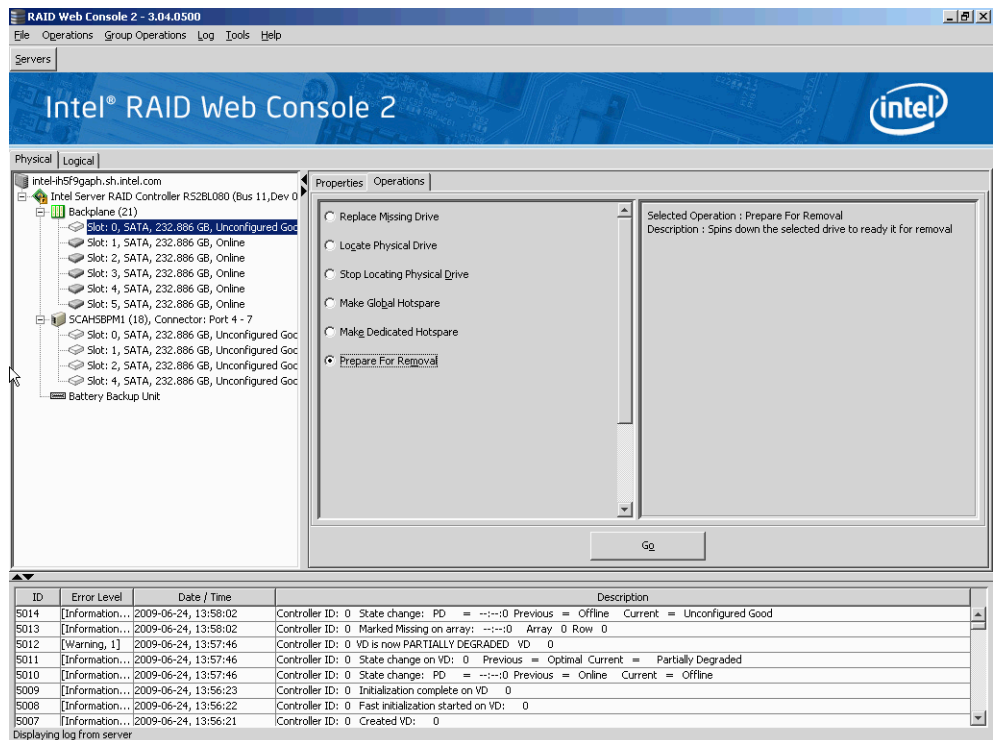 RAID Web Console 2 - 3.04.0500
File Operations Group Operations Log Tools Help
Servers
Intel® RAID Web Console 2
intel
Physical Logical
intel-ih5f9gaph.sh.intel.com
Intel Server RAID Controller RS2BL080 (Bus 11,Dev 0
Backplane (21)
Slot: 0, SATA, 232.886 GB, Unconfigured Goo
Slot: 1, SATA, 232.886 GB, Online
Slot: 2, SATA, 232.886 GB, Online
Slot: 3, SATA, 232.886 GB, Online
Slot: 4, SATA, 232.886 GB, Online
Slot: 5, SATA, 232.886 GB, Online
SCAHSBPM1 (18), Connector: Port 4 - 7
Slot: 0, SATA, 232.886 GB, Unconfigured Goo
Slot: 1, SATA, 232.886 GB, Unconfigured Goo
Slot: 2, SATA, 232.886 GB, Unconfigured Goo
Slot: 4, SATA, 232.886 GB, Unconfigured Goo
Battery Backup Unit
Properties Operations
Replace Missing Drive
Locate Physical Drive
Stop Locating Physical Drive
Make Global Hotspare
Make Dedicated Hotspare
Prepare For Removal
Selected Operation : Prepare For Removal
Description : Spins down the selected drive to ready it for removal
Go
ID Error Level Date / Time Description
5014 [Information... 2009-06-24, 13:58:02 Controller ID: 0 State change: PD = --:--:0 Previous = Offline Current = Unconfigured Good
5013 [Information... 2009-06-24, 13:58:02 Controller ID: 0 Marked Missing on array: --:--:0 Array 0 Row 0
5012 [Warning, 1] 2009-06-24, 13:57:46 Controller ID: 0 VD is now PARTIALLY DEGRADED VD 0
5011 [Information... 2009-06-24, 13:57:46 Controller ID: 0 State change on VD: 0 Previous = Optimal Current = Partially Degraded
5010 [Information... 2009-06-24, 13:57:46 Controller ID: 0 State change: PD = --:--:0 Previous = Online Current = Offline
5009 [Information... 2009-06-24, 13:56:23 Controller ID: 0 Initialization complete on VD 0
5008 [Information... 2009-06-24, 13:56:22 Controller ID: 0 Fast initialization started on VD: 0
5007 [Information... 2009-06-24, 13:56:21 Controller ID: 0 Created VD: 0
Displaying log from server